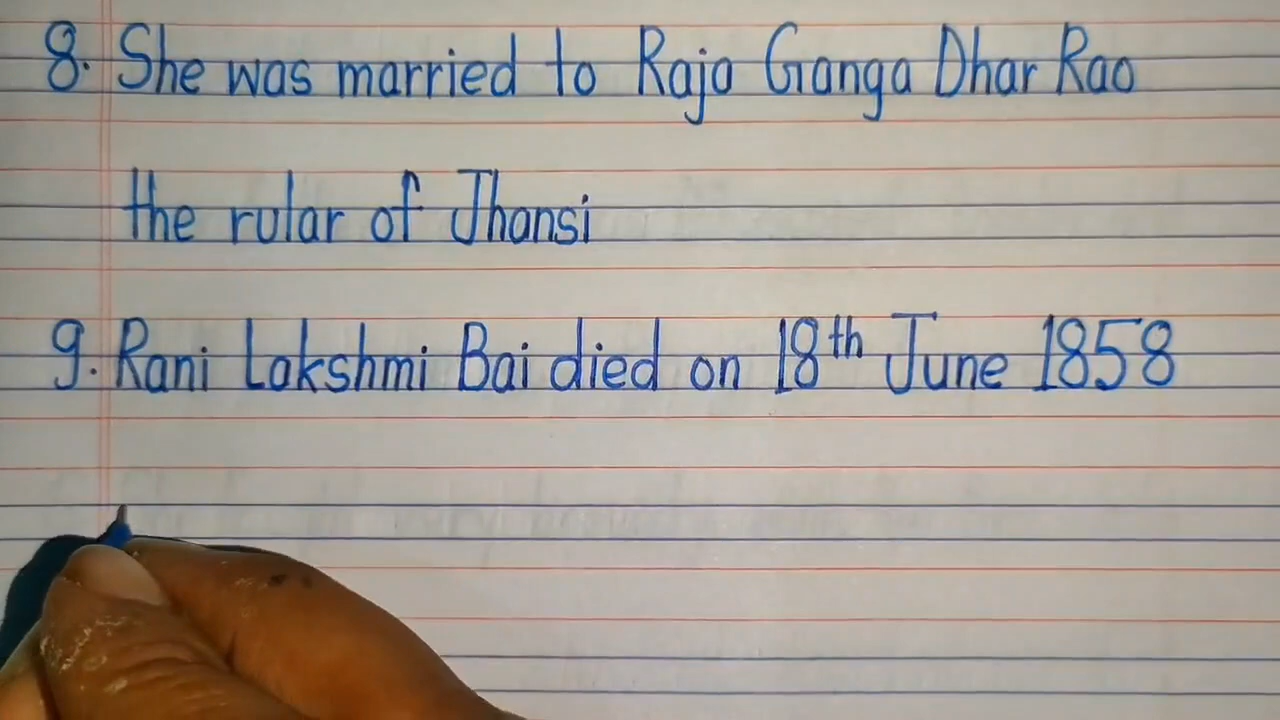 8. She was married to Raja Ganga Dhar Rao
the rular of Jhansi
9. Rani Lakshmi Bai died on 18th June 1858